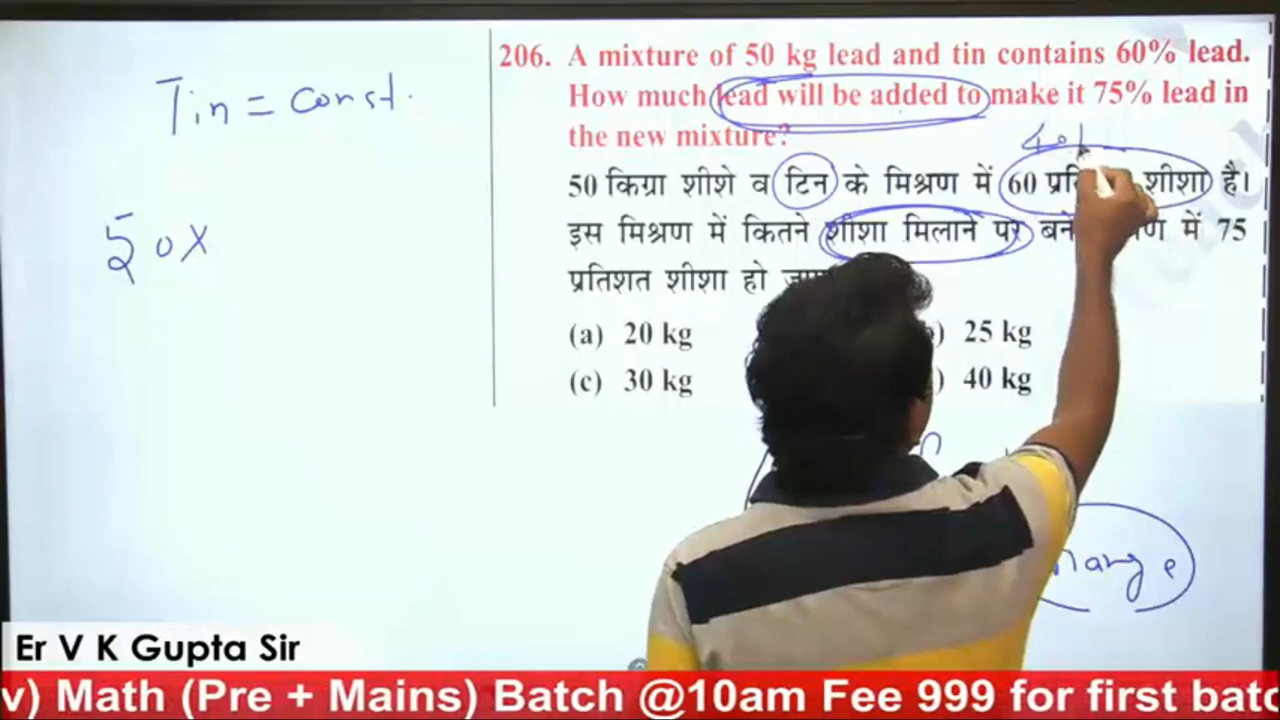 Tin = const.
50x
206. A mixture of 50 kg lead and tin contains 60% lead.
How much lead will be added to make it 75% lead in
the new mixture?
40%
50 किग्रा शीशे व टिन के मिश्रण में 60 शीशा है।
इस मिश्रण में कितने शीशा मिलाने पर में 75
प्रतिशत शीशा हो
(a) 20 kg
) 25 kg
(c) 30 kg
) 40 kg
Er V K Gupta Sir
v) Math (Pre + Mains) Batch @10am Fee 999 for first